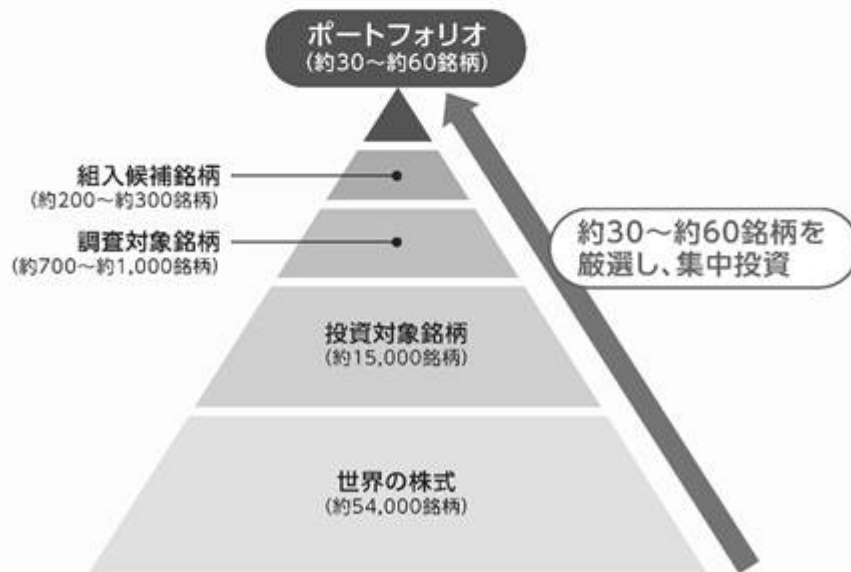 ポートフォリオ
(約30～約60銘柄)
組入候補銘柄
(約200～約300銘柄)
調査対象銘柄
(約700～約1,000銘柄)
約30～約60銘柄を
厳選し、集中投資
投資対象銘柄
(約15,000銘柄)
世界の株式
(約54,000銘柄)